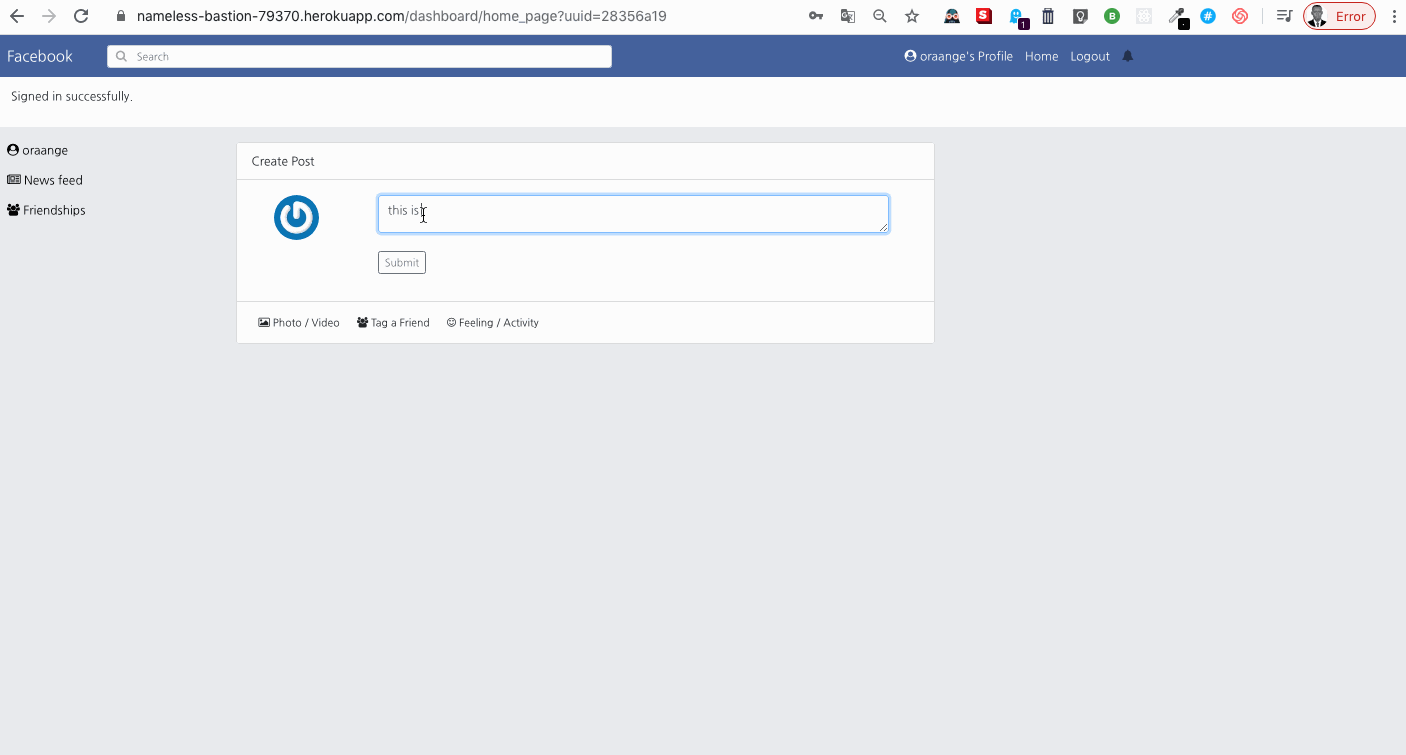 nameless-bastion-79370.herokuapp.com/dashboard/home_page?uuid=28356a19
S
1
B
#
Error
Facebook
Search
oraange's Profile Home Logout
Signed in successfully.
oraange
News feed
Friendships
Create Post
this is
Submit
Photo / Video Tag a Friend Feeling / Activity